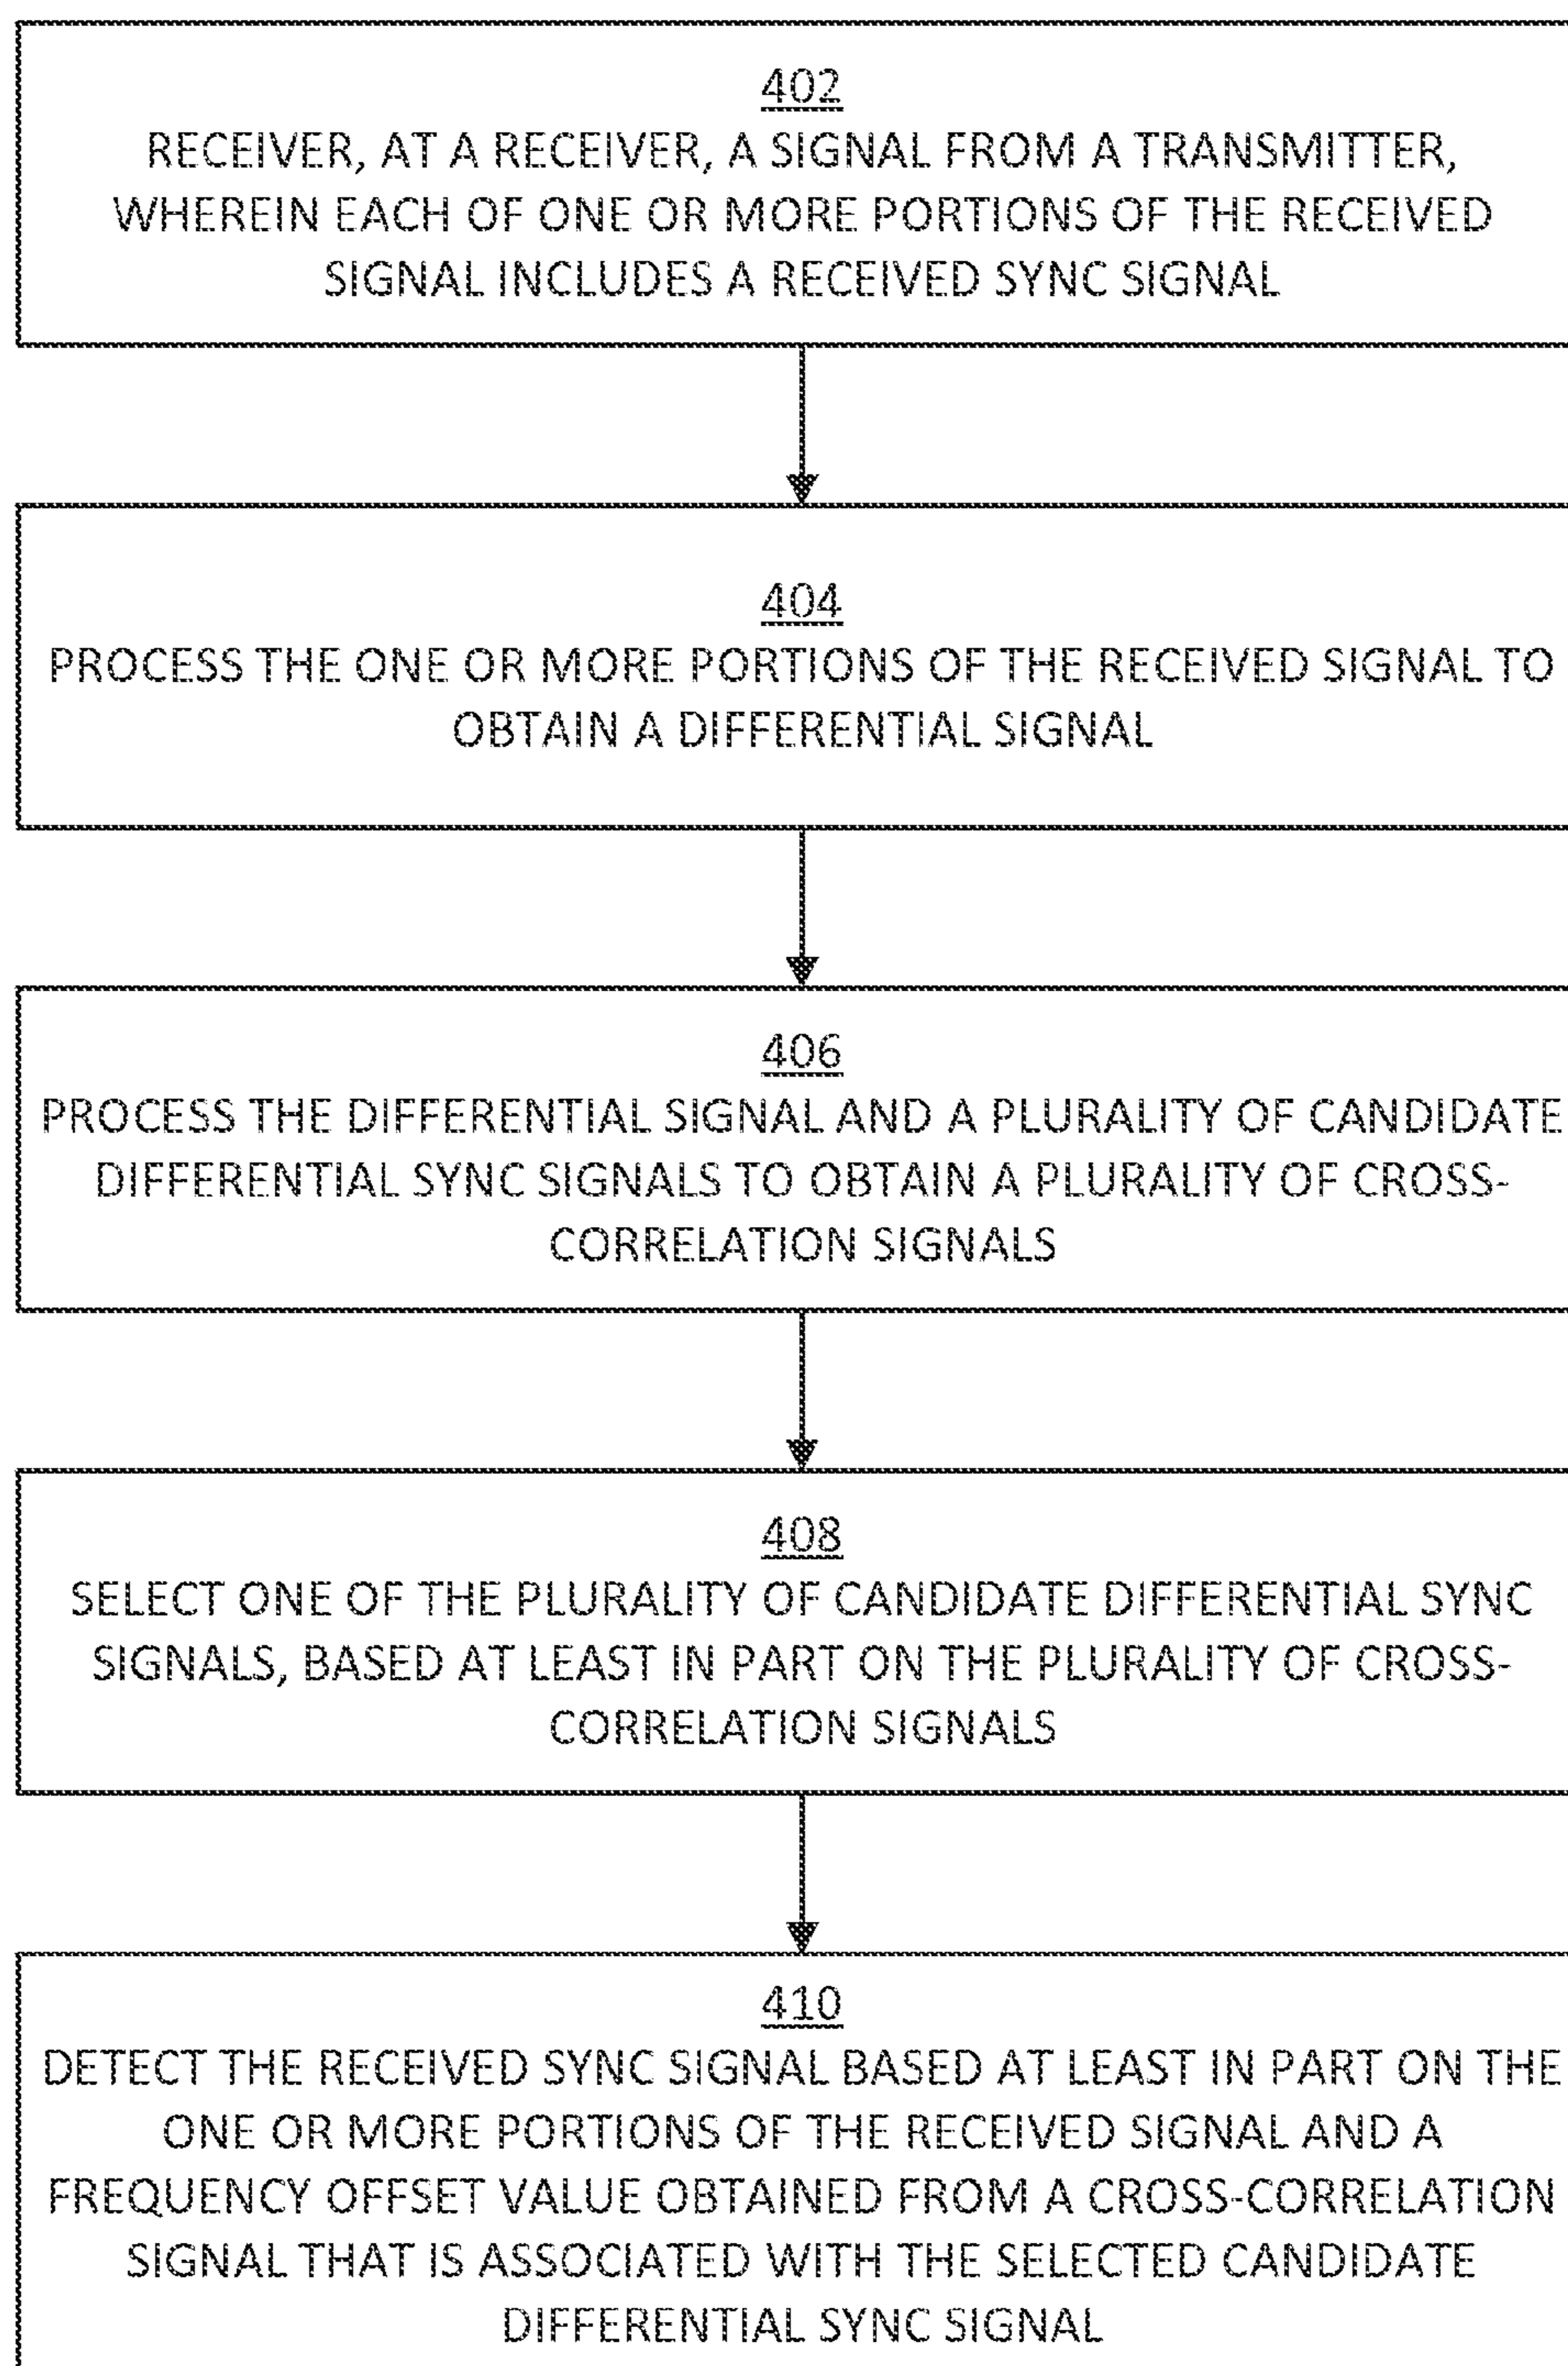 402
RECEIVER, AT A RECEIVER, A SIGNAL FROM A TRANSMITTER,
WHEREIN EACH OF ONE OR MORE PORTIONS OF THE RECEIVED
SIGNAL INCLUDES A RECEIVED SYNC SIGNAL
404
PROCESS THE ONE OR MORE PORTIONS OF THE RECEIVED SIGNAL TO
OBTAIN A DIFFERENTIAL SIGNAL
406
PROCESS THE DIFFERENTIAL SIGNAL AND A PLURALITY OF CANDIDATE
DIFFERENTIAL SYNC SIGNALS TO OBTAIN A PLURALITY OF CROSS-
CORRELATION SIGNALS
408
SELECT ONE OF THE PLURALITY OF CANDIDATE DIFFERENTIAL SYNC
SIGNALS, BASED AT LEAST IN PART ON THE PLURALITY OF CROSS-
CORRELATION SIGNALS
410
DETECT THE RECEIVED SYNC SIGNAL BASED AT LEAST IN PART ON THE
ONE OR MORE PORTIONS OF THE RECEIVED SIGNAL AND A
FREQUENCY OFFSET VALUE OBTAINED FROM A CROSS-CORRELATION
SIGNAL THAT IS ASSOCIATED WITH THE SELECTED CANDIDATE
DIFFERENTIAL SYNC SIGNAL